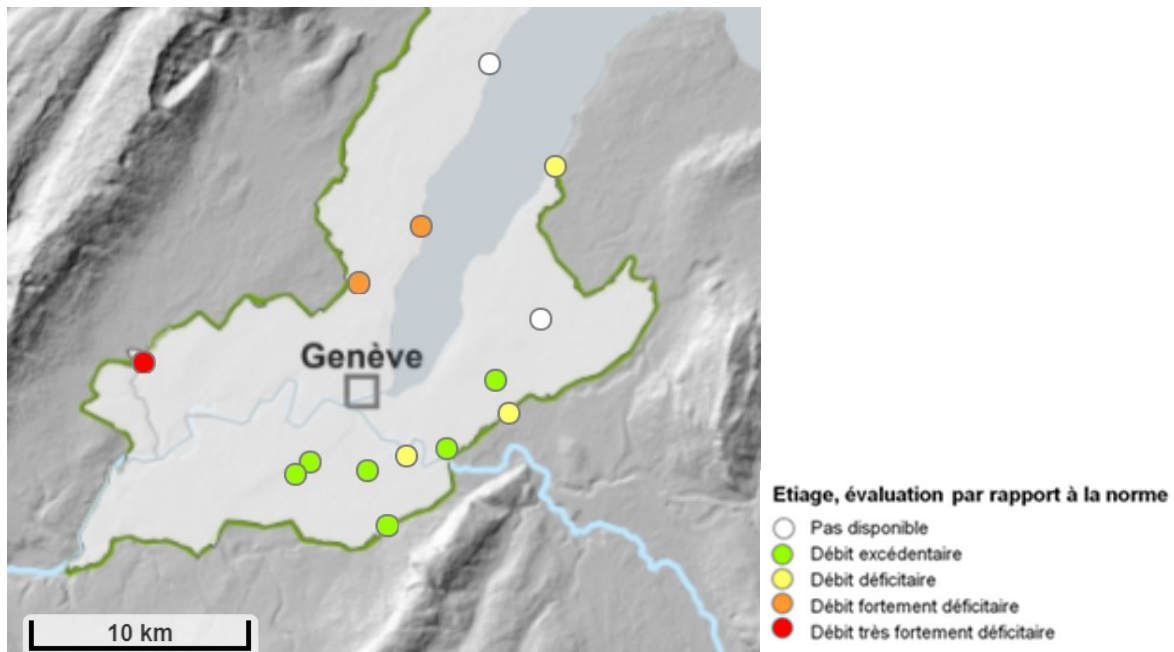 Genève
10 km
Etiage, évaluation par rapport à la norme
Pas disponible
Débit excédentaire
Débit déficitaire
Débit fortement déficitaire
Débit très fortement déficitaire